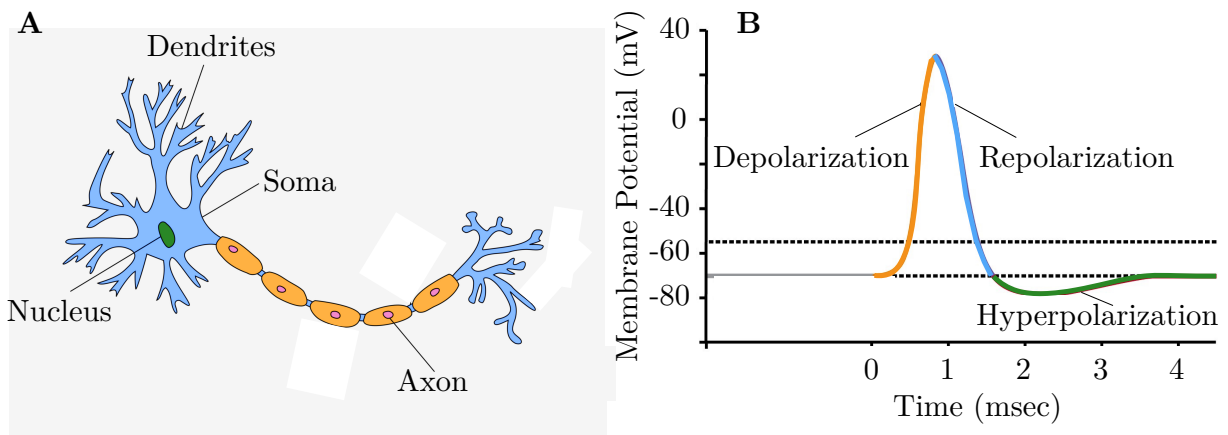 A
Dendrites
Soma
Nucleus
Axon
B
Membrane Potential (mV)
40
0
-40
-60
-80
Depolarization
Repolarization
Hyperpolarization
0 1 2 3 4
Time (msec)